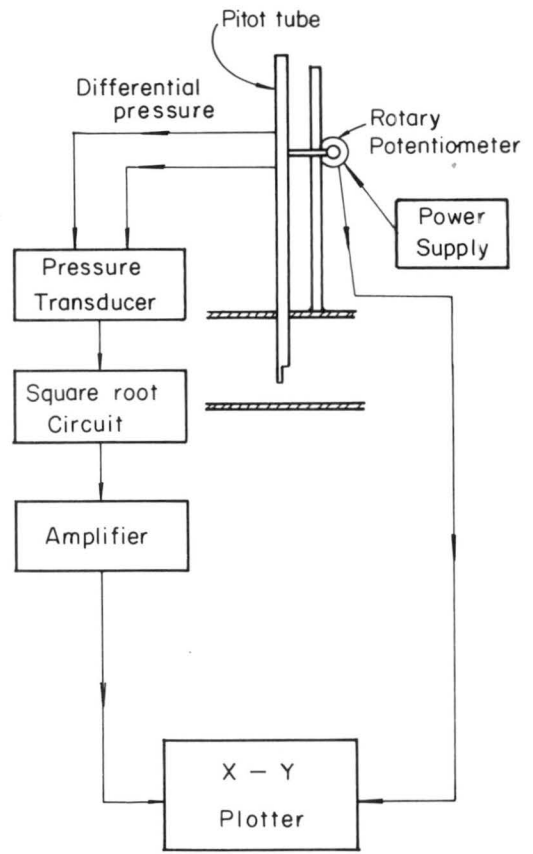 Pitot tube
Differential
pressure
Rotary
Potentiometer
Power
Supply
Pressure
Transducer
Square root
Circuit
Amplifier
X – Y
Plotter